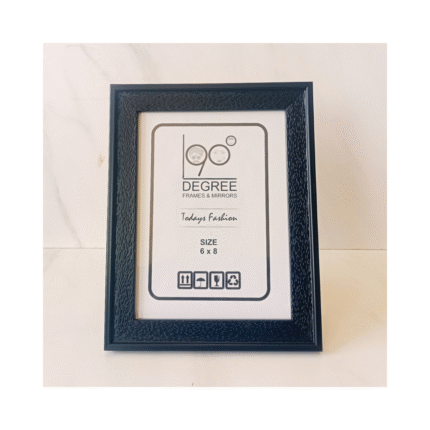 90°
DEGREE
FRAMES & MIRRORS
Todays Fashion
SIZE
6 x 8